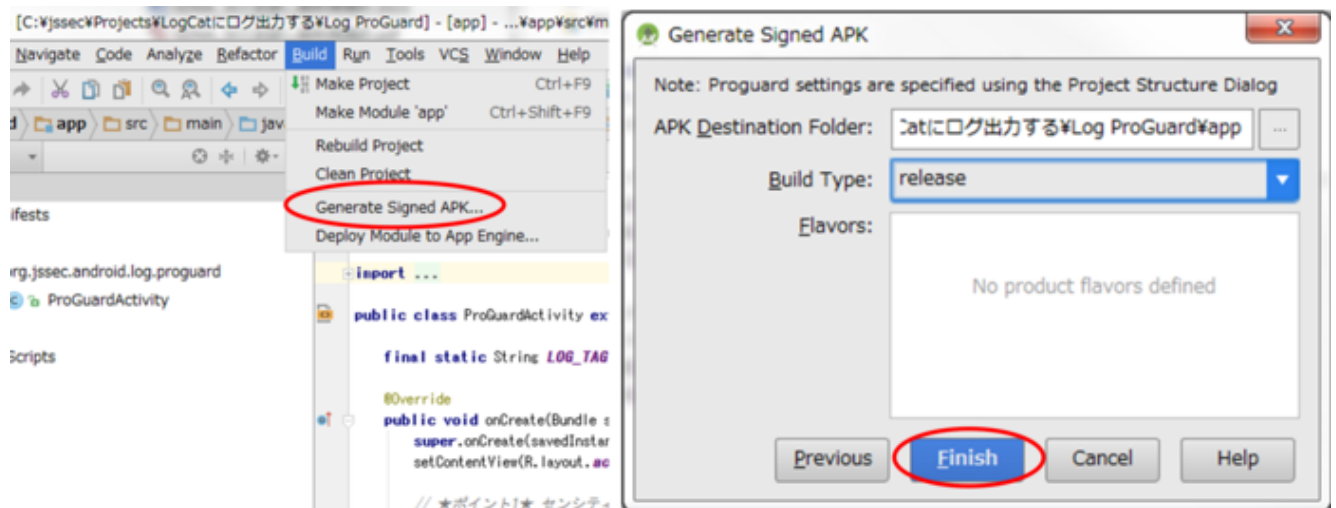 [C:¥jssec¥Projects¥LogCatにログ出力する¥Log ProGuard] - [app] - ...¥app¥src¥m
Navigate Code Analyze Refactor Build Run Tools VCS Window Help
Make Project Ctrl+F9
Make Module 'app' Ctrl+Shift+F9
Rebuild Project
Clean Project
Generate Signed APK...
Deploy Module to App Engine...
app src main jav
ifests
rg.jssec.android.log.proguard
ProGuardActivity
Scripts
import ...
public class ProGuardActivity ex
final static String LOG_TAG
@Override
public void onCreate(Bundle s
super.onCreate(savedInstan
setContentView(R.layout.ac
// ★ポイント1★ センシティ
Generate Signed APK
Note: Proguard settings are specified using the Project Structure Dialog
APK Destination Folder: Catにログ出力する¥Log ProGuard¥app ...
Build Type: release
Flavors:
No product flavors defined
Previous Finish Cancel Help